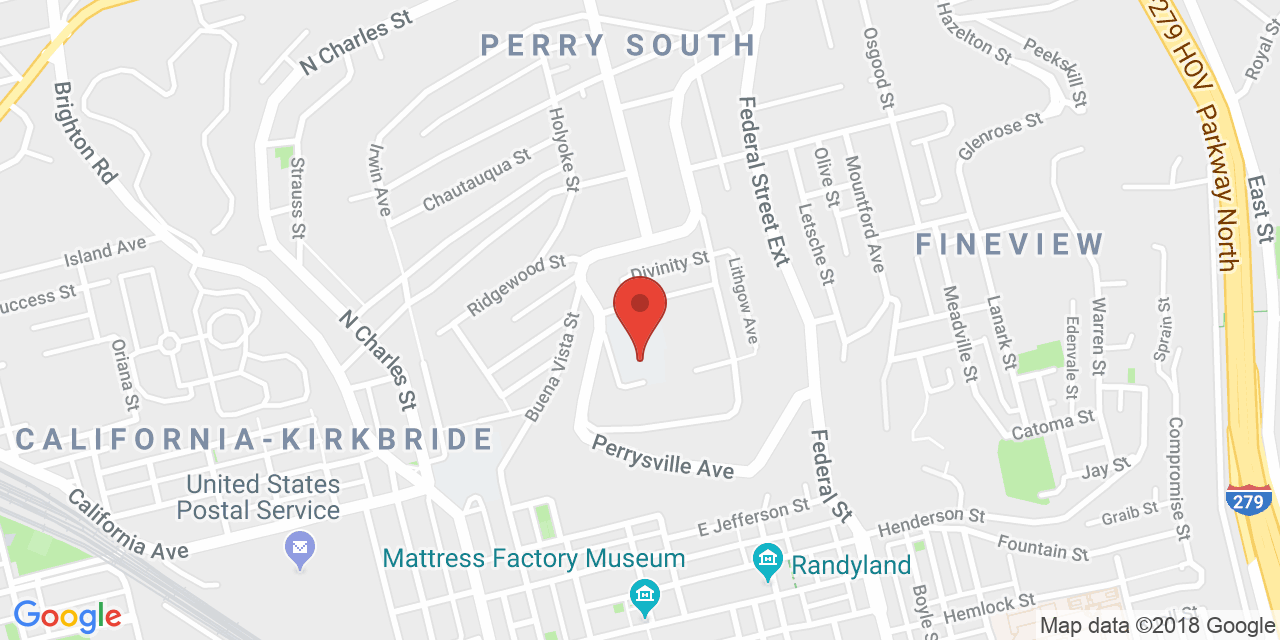 N Charles St
PERRY SOUTH
Osgood St
Hazelton St
Peekskill St
279 HOV
Parkway North
Royal St
Brighton Rd
Holyoke St
Federal Street Ext
Glenrose St
Irwin Ave
Chautauqua St
Strauss St
Olive St
Mountford Ave
East St
Letsche St
FINEVIEW
Island Ave
Divinity St
Lithgow Ave
Ridgewood St
uccess St
Meadville St
Lanark St
Edenvale St
Warren St
Sprain St
N Charles St
Buena Vista St
Oriana St
CALIFORNIA-KIRKBRIDE
Catoma St
Compromise St
Perrysville Ave
Federal St
Jay St
United States
Postal Service
279
California Ave
E Jefferson St
Henderson St
Graib St
Fountain St
Mattress Factory Museum
Randyland
Boyle S
Hemlock St
Google
Map data ©2018 Google